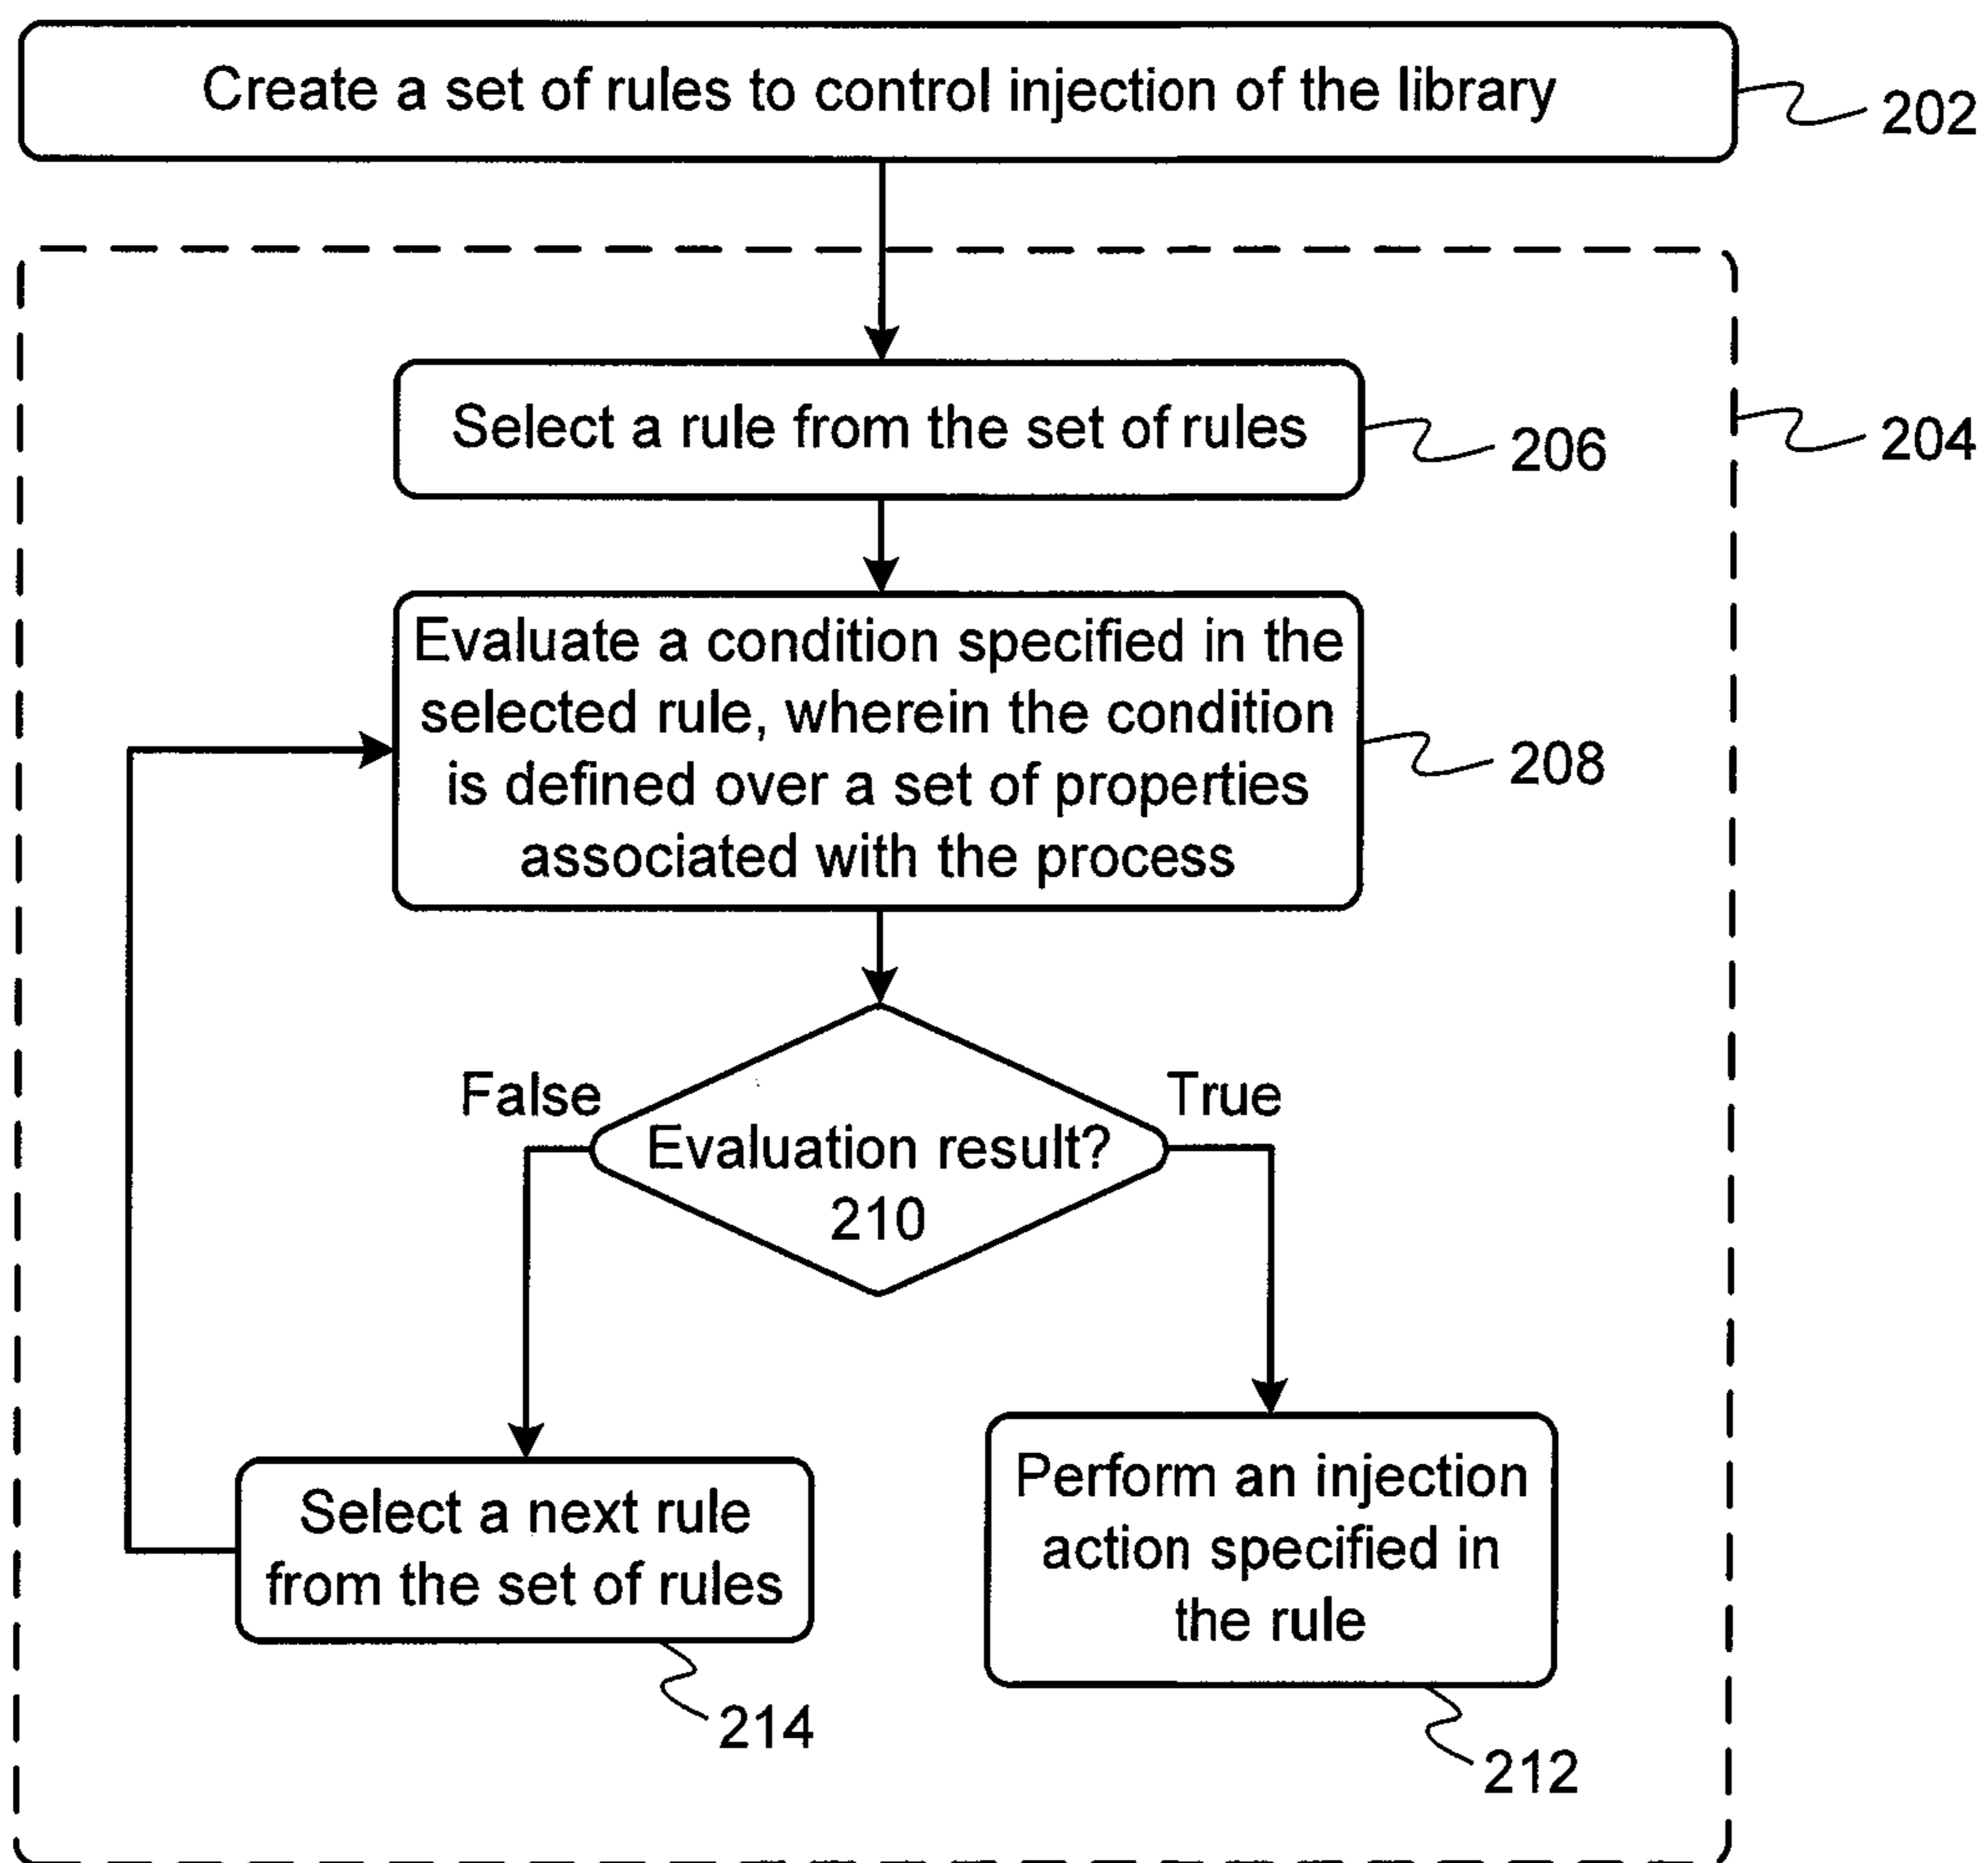 Create a set of rules to control injection of the library
202
204
Select a rule from the set of rules
206
Evaluate a condition specified in the
selected rule, wherein the condition
is defined over a set of properties
associated with the process
208
False
True
Evaluation result?
210
Select a next rule
from the set of rules
214
Perform an injection
action specified in
the rule
212